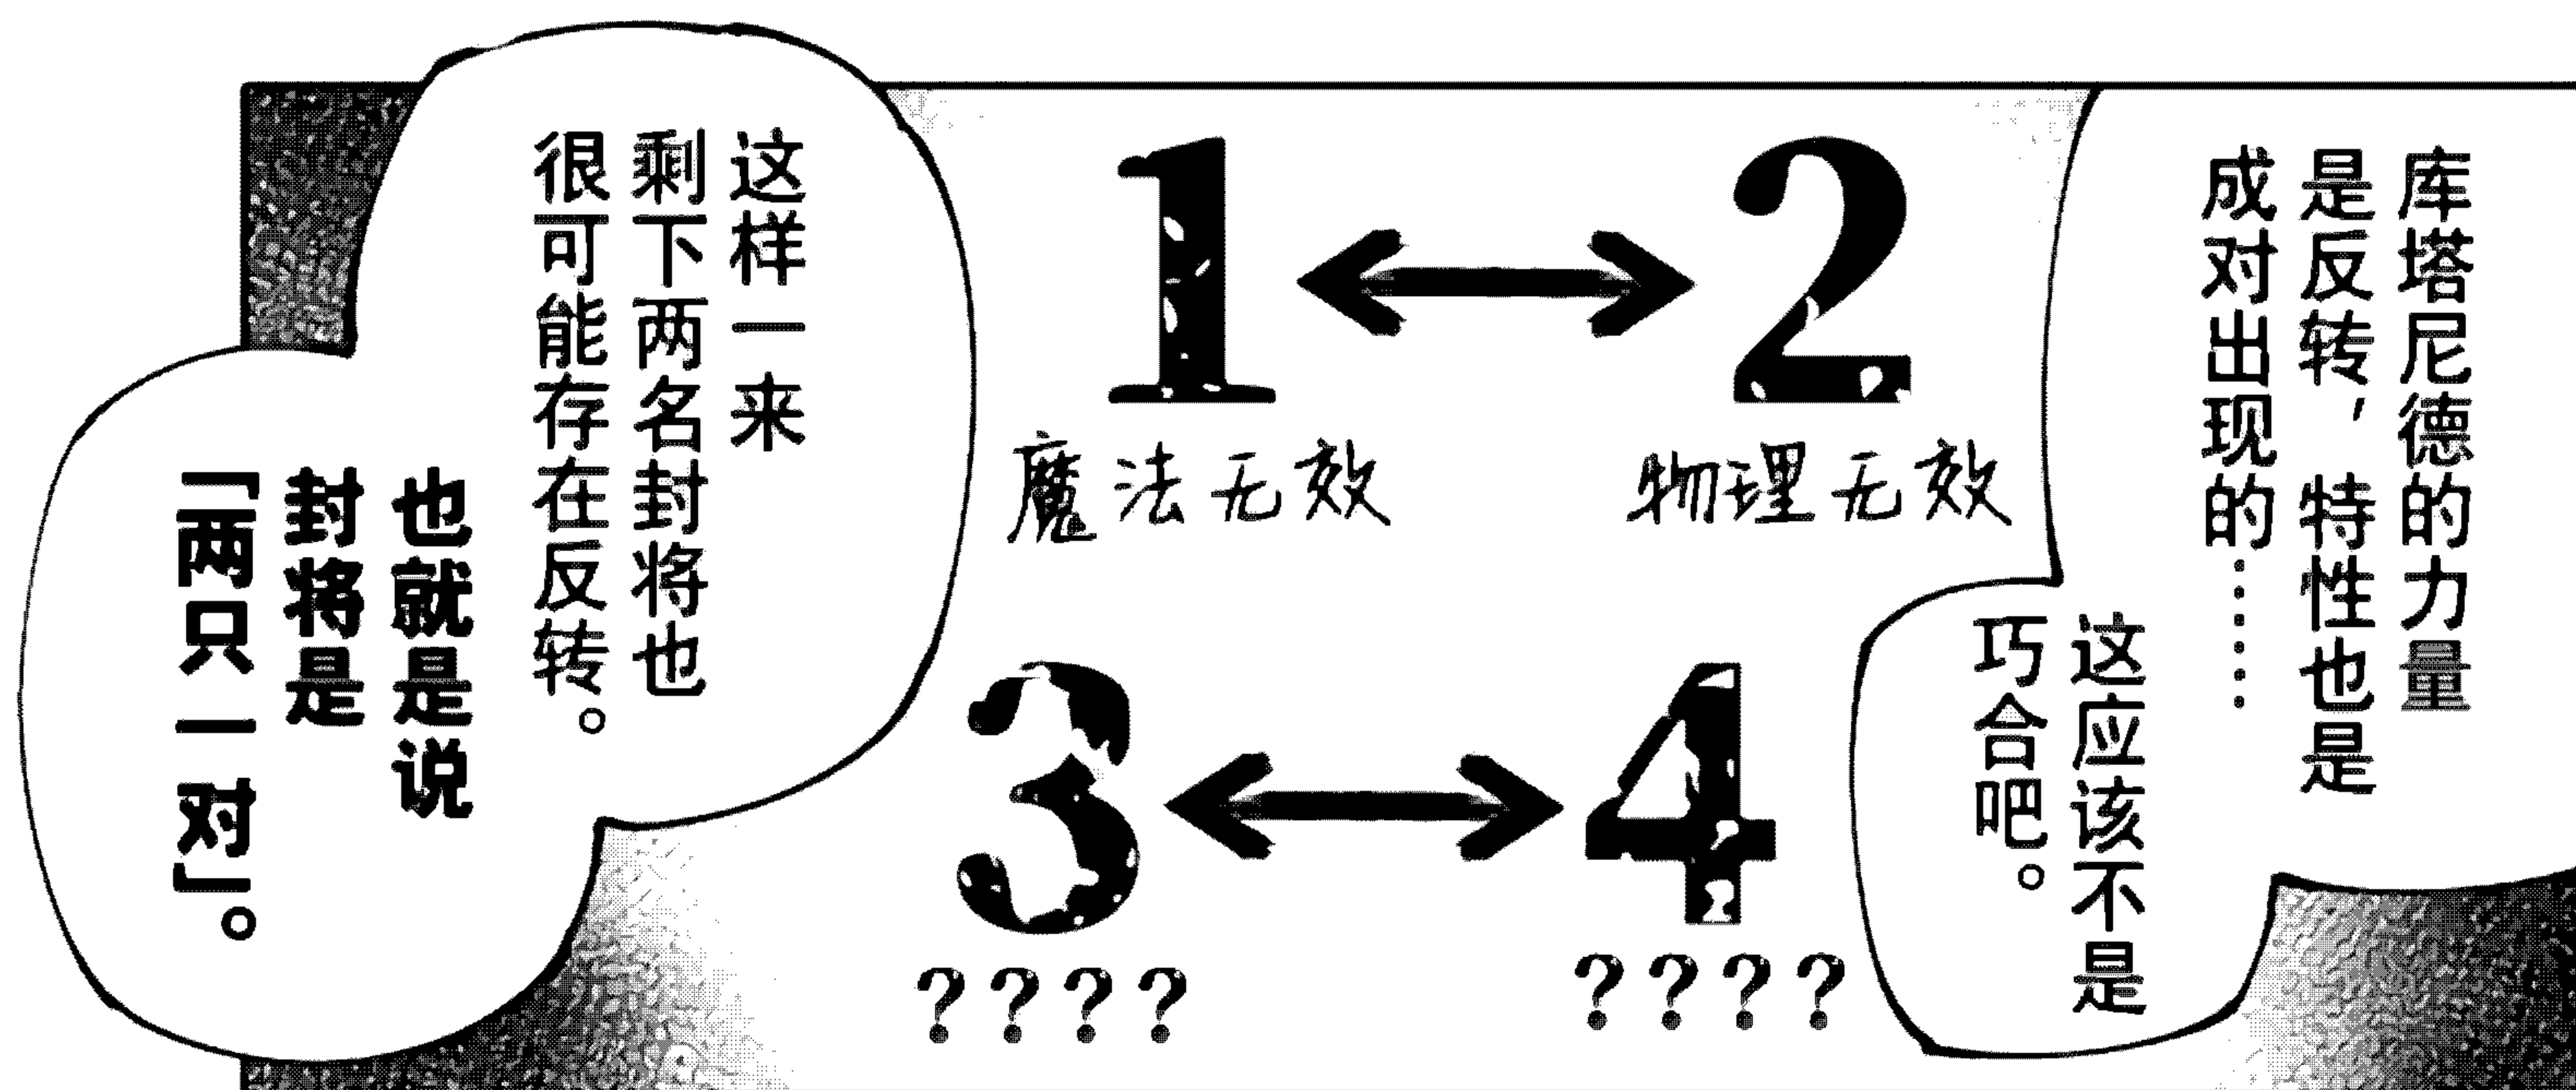 库塔尼德的力量
是反转，特性也是
成对出现的……
这应该不是
巧合吧。
1
2
魔法无效
物理无效
3
4
????
????
这样一来
剩下两名封将也
很可能存在反转。
也就是说
封将是
「两只一对」。